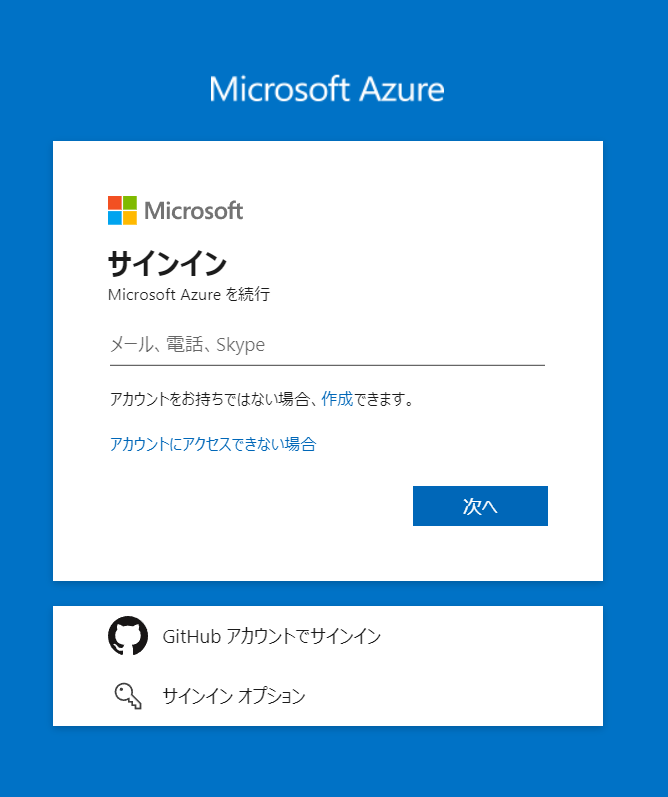 Microsoft Azure
Microsoft
サインイン
Microsoft Azure を続行
メール、電話、Skype
アカウントをお持ちではない場合、作成できます。
アカウントにアクセスできない場合
次へ
GitHub アカウントでサインイン
サインイン オプション